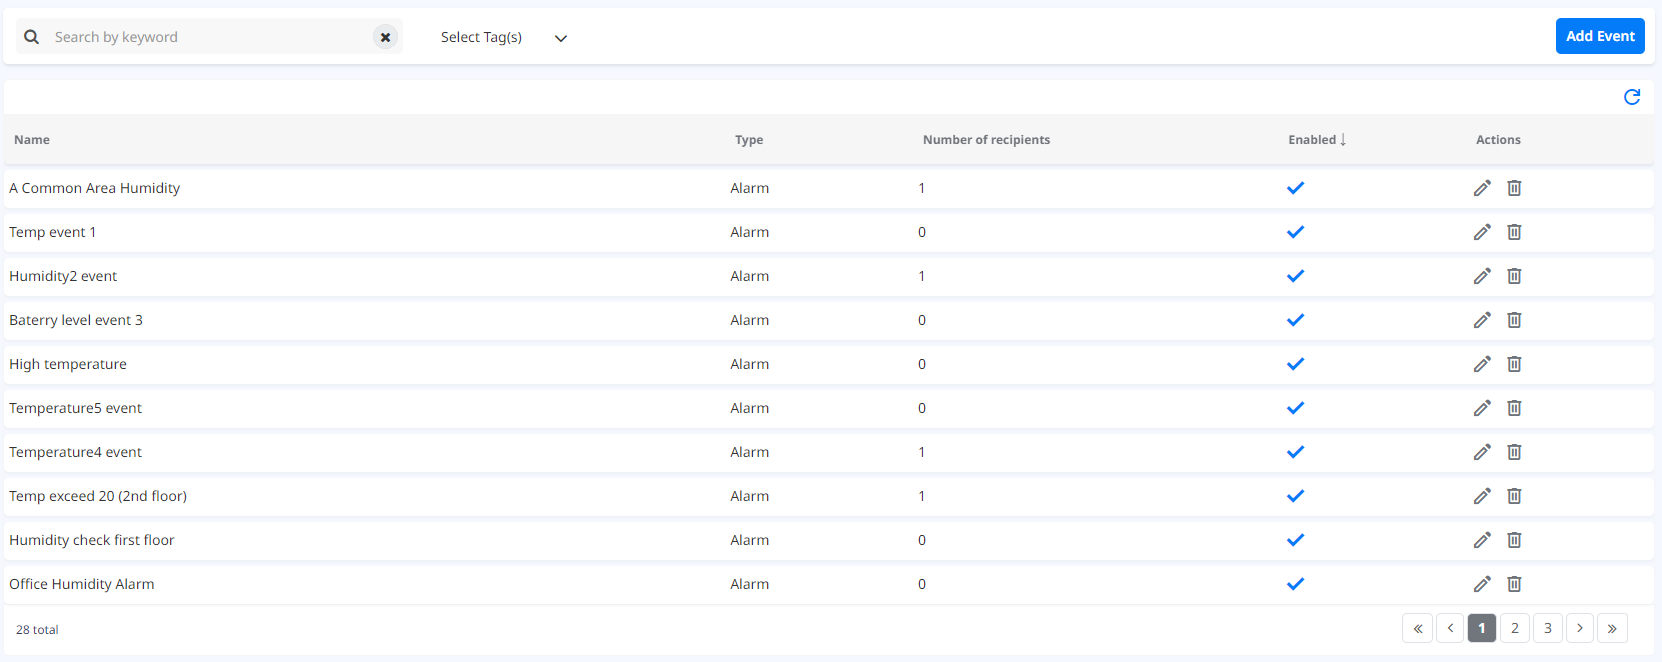 Search by keyword Select Tag(s) Add Event
Name Type Number of recipients Enabled ↓ Actions
A Common Area Humidity Alarm 1
Temp event 1 Alarm 0
Humidity2 event Alarm 1
Baterry level event 3 Alarm 0
High temperature Alarm 0
Temperature5 event Alarm 0
Temperature4 event Alarm 1
Temp exceed 20 (2nd floor) Alarm 1
Humidity check first floor Alarm 0
Office Humidity Alarm Alarm 0
28 total « ‹ 1 2 3 › »